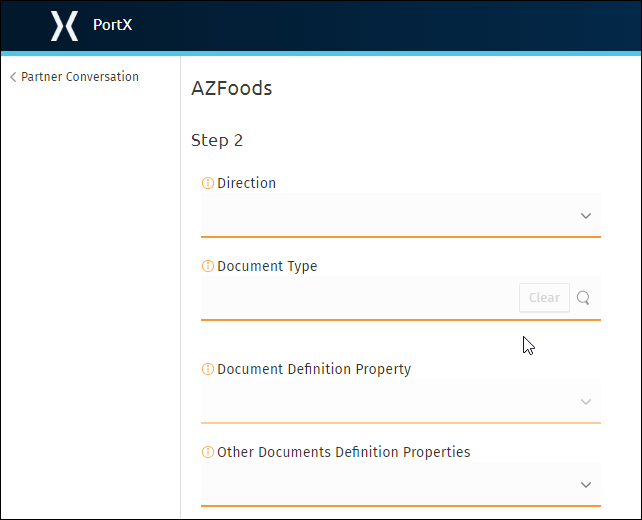 PortX
Partner Conversation
AZFoods
Step 2
Direction
Document Type
Clear
Document Definition Property
Other Documents Definition Properties